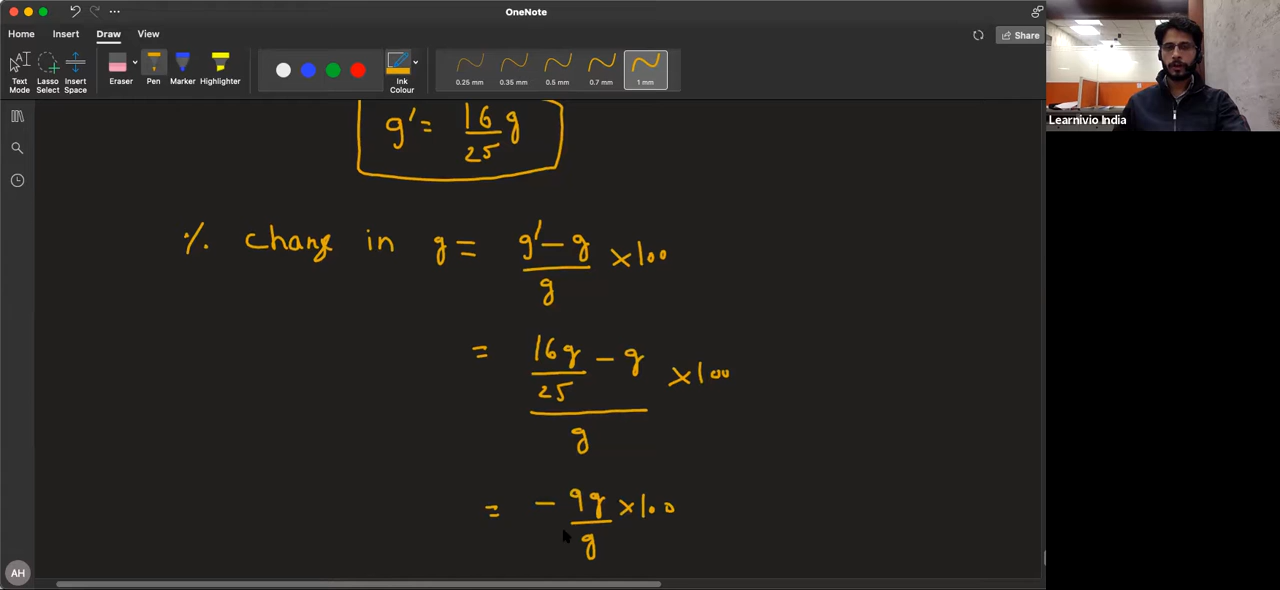 OneNote
Home Insert Draw View Share
Text Mode Lasso Select Insert Space Eraser Pen Marker Highlighter Ink Colour 0.25 mm 0.35 mm 0.5 mm 0.7 mm 1 mm
Learnivio India
g' = 16/25 g
% change in g = (g' - g)/g × 100
= (16g/25 - g)/g × 100
= - 9g/g × 100
AH